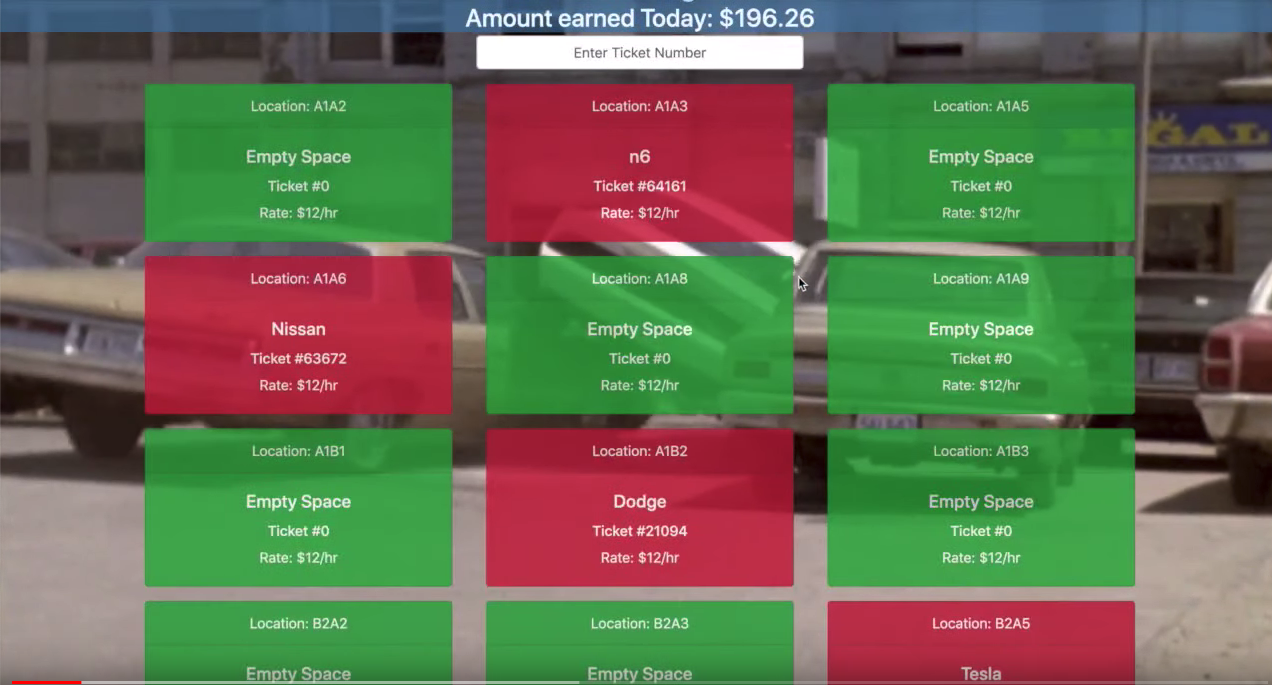 Amount earned Today: $196.26
Enter Ticket Number
Location: A1A2
Empty Space
Ticket #0
Rate: $12/hr
Location: A1A3
n6
Ticket #64161
Rate: $12/hr
Location: A1A5
Empty Space
Ticket #0
Rate: $12/hr
Location: A1A6
Nissan
Ticket #63672
Rate: $12/hr
Location: A1A8
Empty Space
Ticket #0
Rate: $12/hr
Location: A1A9
Empty Space
Ticket #0
Rate: $12/hr
Location: A1B1
Empty Space
Ticket #0
Rate: $12/hr
Location: A1B2
Dodge
Ticket #21094
Rate: $12/hr
Location: A1B3
Empty Space
Ticket #0
Rate: $12/hr
Location: B2A2
Empty Space
Location: B2A3
Empty Space
Location: B2A5
Tesla